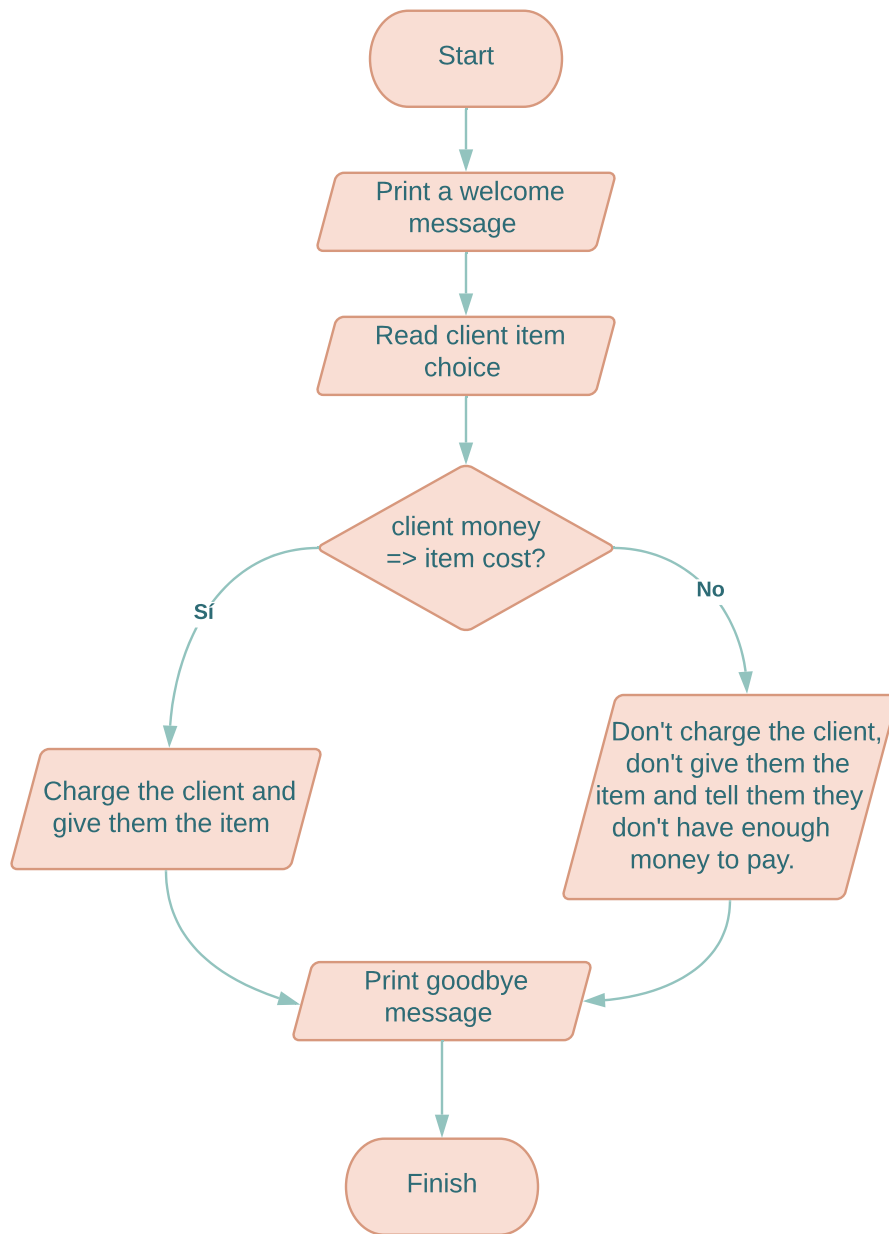 Start
Print a welcome
message
Read client item
choice
client money
=> item cost?
Sí
No
Charge the client and
give them the item
Don't charge the client,
don't give them the
item and tell them they
don't have enough
money to pay.
Print goodbye
message
Finish